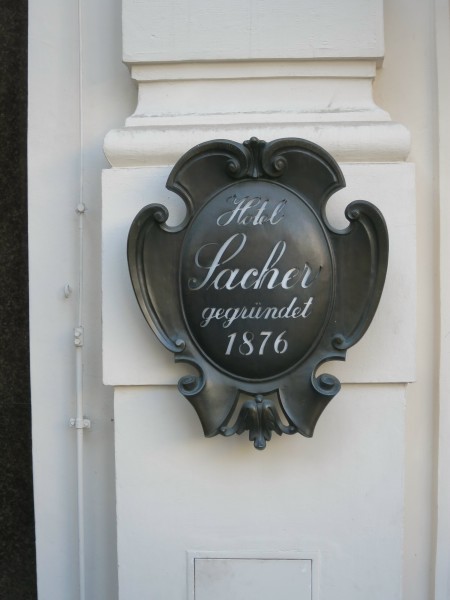 Hotel
Sacher
gegründet
1876